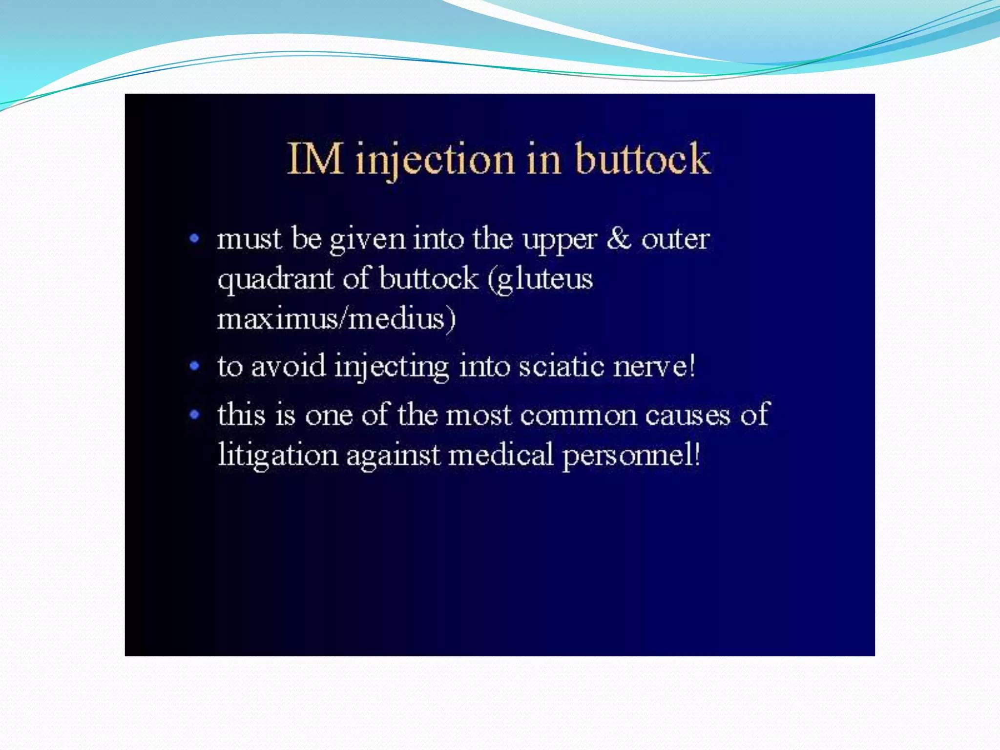 IM injection in buttock
• must be given into the upper & outer
quadrant of buttock (gluteus
maximus/medius)
• to avoid injecting into sciatic nerve!
• this is one of the most common causes of
litigation against medical personnel!